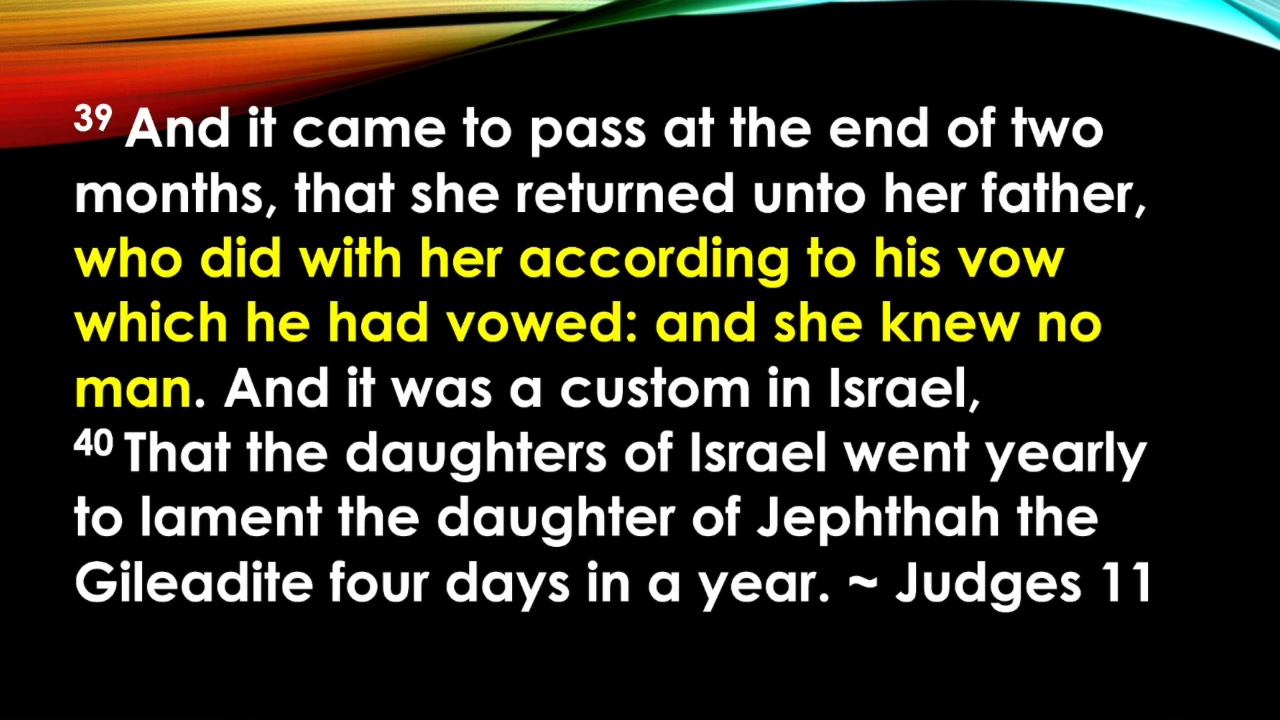 39 And it came to pass at the end of two
months, that she returned unto her father,
who did with her according to his vow
which he had vowed: and she knew no
man. And it was a custom in Israel,
40 That the daughters of Israel went yearly
to lament the daughter of Jephthah the
Gileadite four days in a year. ~ Judges 11